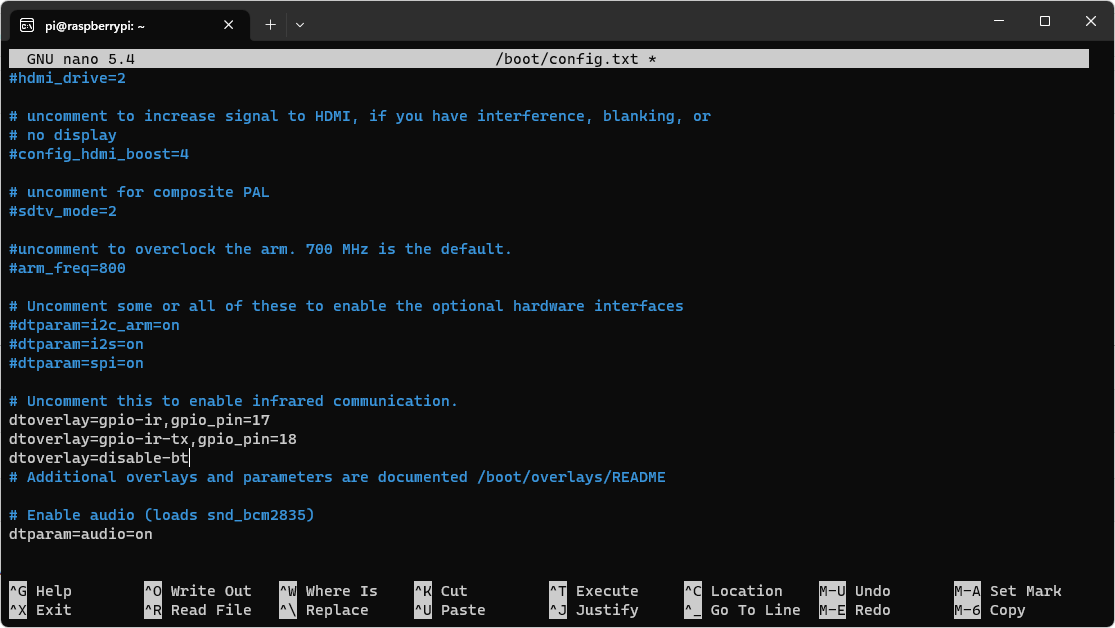 pi@raspberrypi: ~
GNU nano 5.4 /boot/config.txt *
#hdmi_drive=2
# uncomment to increase signal to HDMI, if you have interference, blanking, or
# no display
#config_hdmi_boost=4
# uncomment for composite PAL
#sdtv_mode=2
#uncomment to overclock the arm. 700 MHz is the default.
#arm_freq=800
# Uncomment some or all of these to enable the optional hardware interfaces
#dtparam=i2c_arm=on
#dtparam=i2s=on
#dtparam=spi=on
# Uncomment this to enable infrared communication.
dtoverlay=gpio-ir,gpio_pin=17
dtoverlay=gpio-ir-tx,gpio_pin=18
dtoverlay=disable-bt
# Additional overlays and parameters are documented /boot/overlays/README
# Enable audio (loads snd_bcm2835)
dtparam=audio=on
^G Help ^O Write Out ^W Where Is ^K Cut ^T Execute ^C Location M-U Undo M-A Set Mark
^X Exit ^R Read File ^\ Replace ^U Paste ^J Justify ^_ Go To Line M-E Redo M-6 Copy